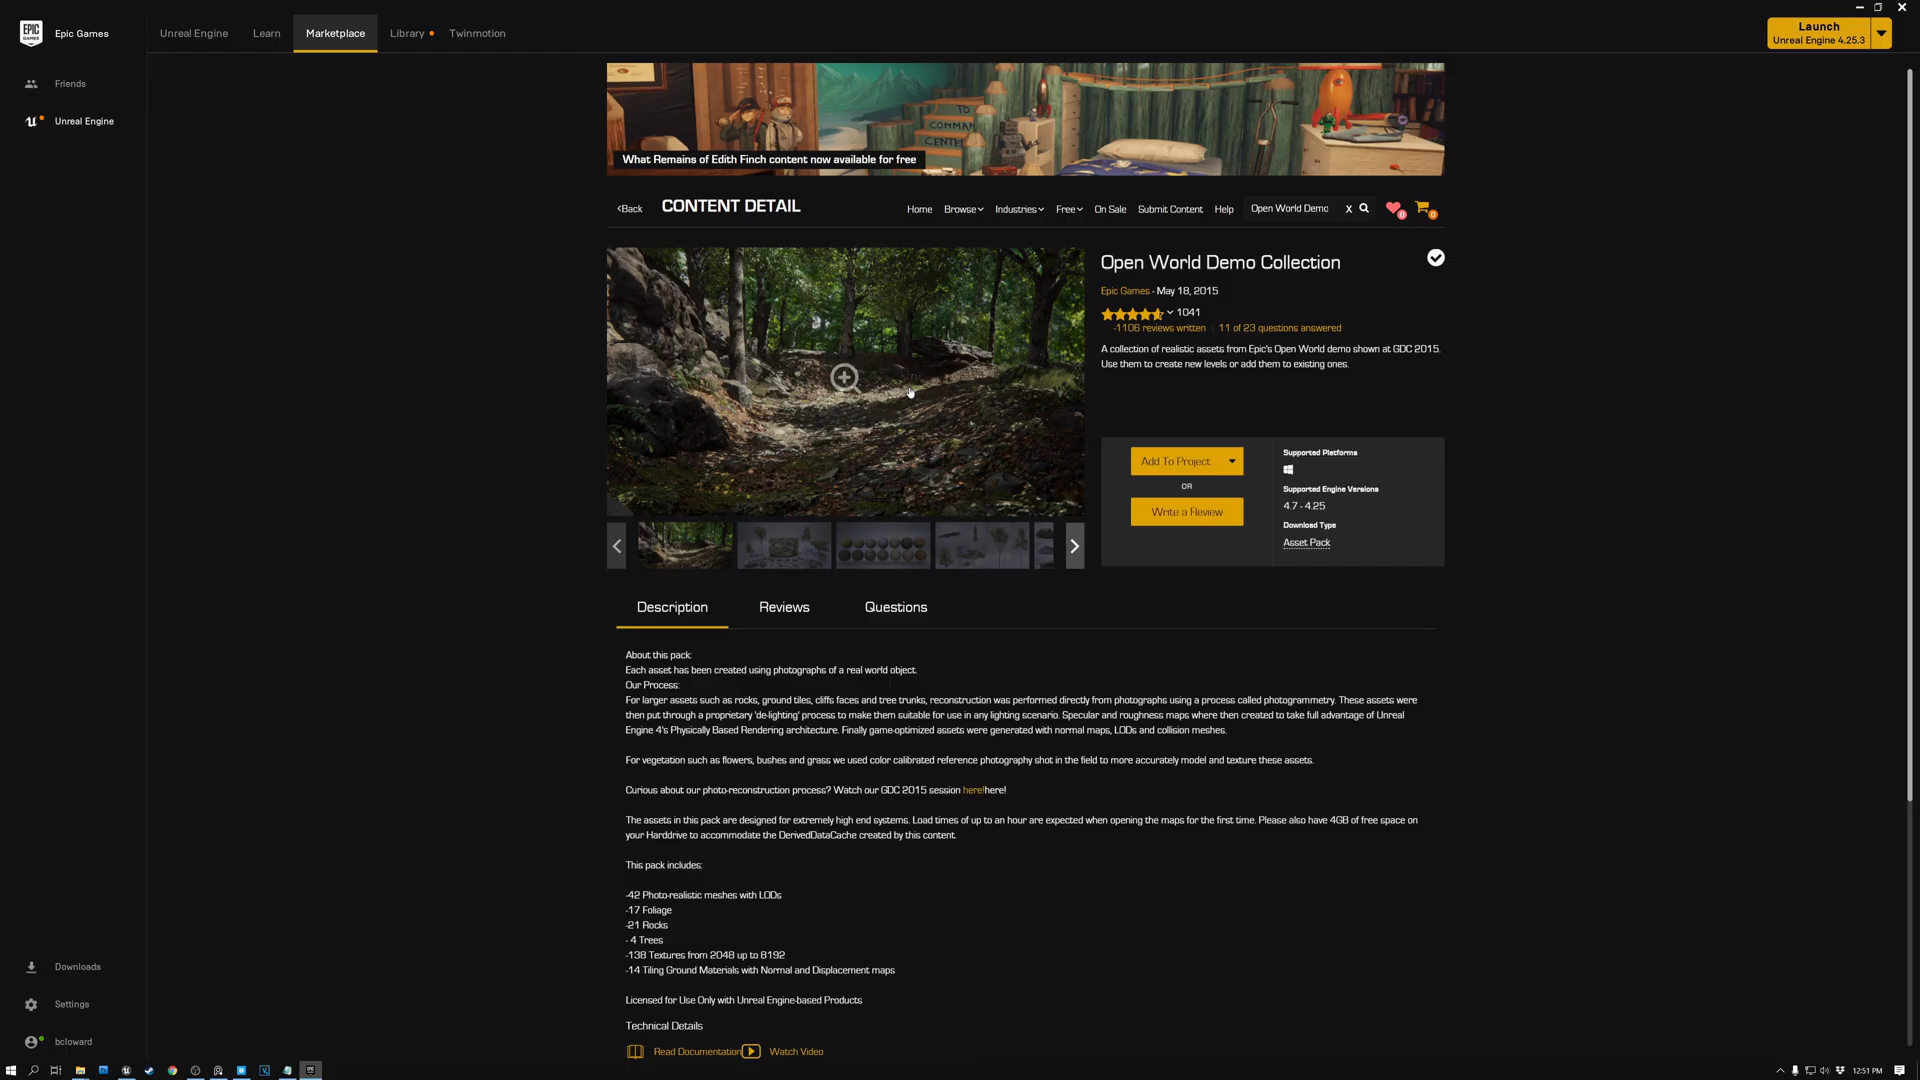 EPIC GAMES
Epic Games
Unreal Engine
Learn
Marketplace
Library
Twinmotion
Launch
Unreal Engine 4.25.3
Friends
Unreal Engine
TO
COMMAN
CENTER
What Remains of Edith Finch content now available for free
<Back
CONTENT DETAIL
Home
Browse
Industries
Free
On Sale
Submit Content
Help
Open World Demo
X
0
0
Open World Demo Collection
Epic Games - May 18, 2015
1041
-1106 reviews written | 11 of 23 questions answered
A collection of realistic assets from Epic's Open World demo shown at GDC 2015.
Use them to create new levels or add them to existing ones.
Add To Project
OR
Write a Review
Supported Platforms
Supported Engine Versions
4.7 - 4.25
Download Type
Asset Pack
Description
Reviews
Questions
About this pack:
Each asset has been created using photographs of a real world object.
Our Process:
For larger assets such as rocks, ground tiles, cliffs faces and tree trunks, reconstruction was performed directly from photographs using a process called photogrammetry. These assets were
then put through a proprietary 'de-lighting' process to make them suitable for use in any lighting scenario. Specular and roughness maps where then created to take full advantage of Unreal
Engine 4's Physically Based Rendering architecture. Finally game-optimized assets were generated with normal maps, LODs and collision meshes.
For vegetation such as flowers, bushes and grass we used color calibrated reference photography shot in the field to more accurately model and texture these assets.
Curious about our photo-reconstruction process? Watch our GDC 2015 session here!here!
The assets in this pack are designed for extremely high end systems. Load times of up to an hour are expected when opening the maps for the first time. Please also have 4GB of free space on
your Harddrive to accommodate the DerivedDataCache created by this content.
This pack includes:
-42 Photo-realistic meshes with LODs
-17 Foliage
-21 Rocks
- 4 Trees
-138 Textures from 2048 up to 8192
-14 Tiling Ground Materials with Normal and Displacement maps
Licensed for Use Only with Unreal Engine-based Products
Technical Details
Read Documentation
Watch Video
Downloads
Settings
bcloward
12:51 PM